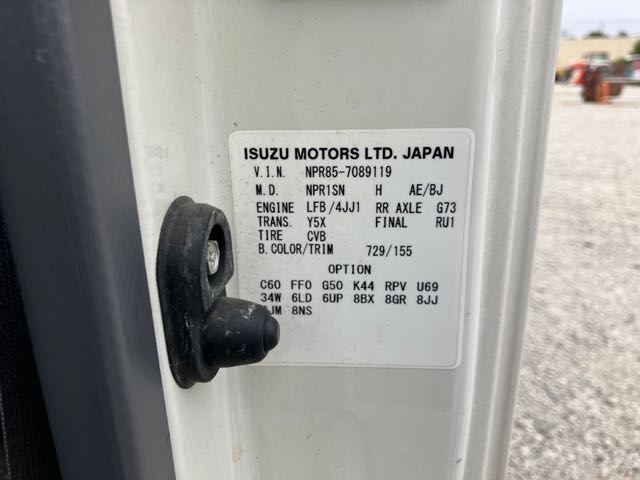 ISUZU MOTORS LTD. JAPAN
V.I.N. NPR85-7089119
M.D. NPR1SN H AE/BJ
ENGINE LFB/4JJ1 RR AXLE G73
TRANS. Y5X FINAL RU1
TIRE CVB
B.COLOR/TRIM 729/155
OPTION
C60 FF0 G50 K44 RPV U69
34W 6LD 6UP 8BX 8GR 8JJ
8NS